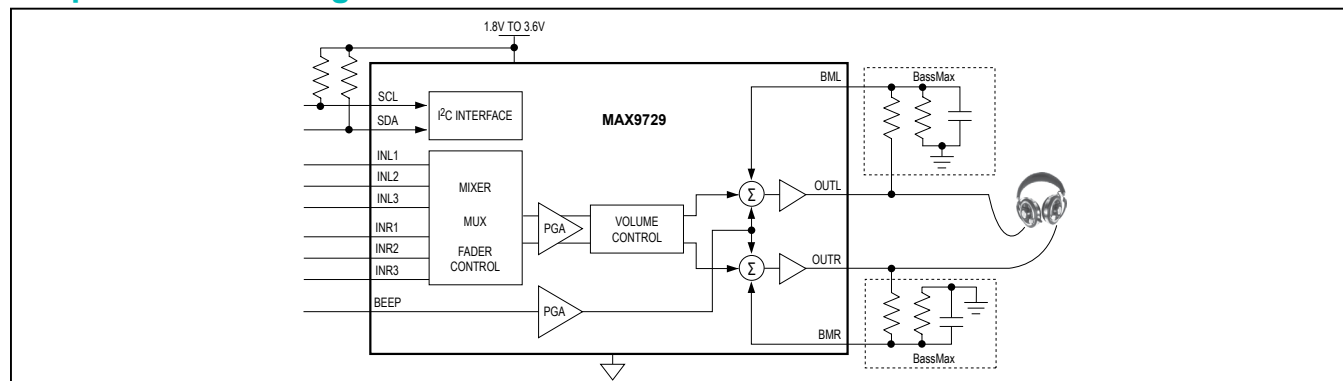 1.8V TO 3.6V
SCL
SDA
I²C INTERFACE
MAX9729
BML
BassMax
INL1
INL2
INL3
INR1
INR2
INR3
MIXER
MUX
FADER
CONTROL
PGA
VOLUME
CONTROL
Σ
OUTL
Σ
OUTR
BEEP
PGA
BMR
BassMax